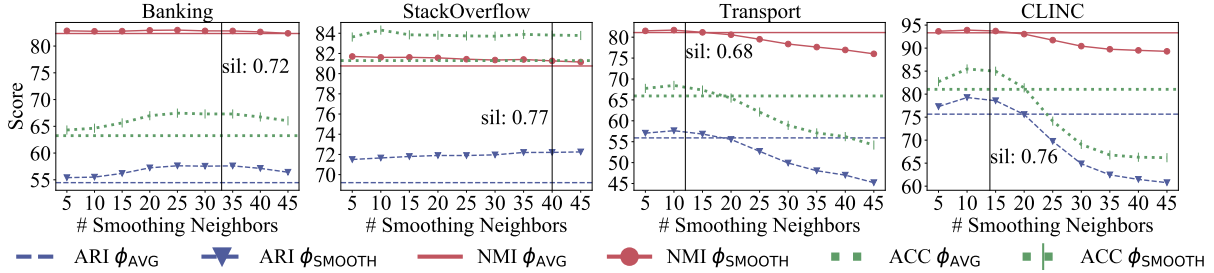 Banking StackOverflow Transport CLINC
Score
80 75 70 65 60 55
sil: 0.72
5 10 15 20 25 30 35 40 45
# Smoothing Neighbors
84 82 80 78 76 74 72 70
sil: 0.77
5 10 15 20 25 30 35 40 45
# Smoothing Neighbors
80 75 70 65 60 55 50 45
sil: 0.68
5 10 15 20 25 30 35 40 45
# Smoothing Neighbors
95 90 85 80 75 70 65 60
sil: 0.76
5 10 15 20 25 30 35 40 45
# Smoothing Neighbors
ARI ϕAVG ARI ϕSMOOTH NMI ϕAVG NMI ϕSMOOTH ACC ϕAVG ACC ϕSMOOTH